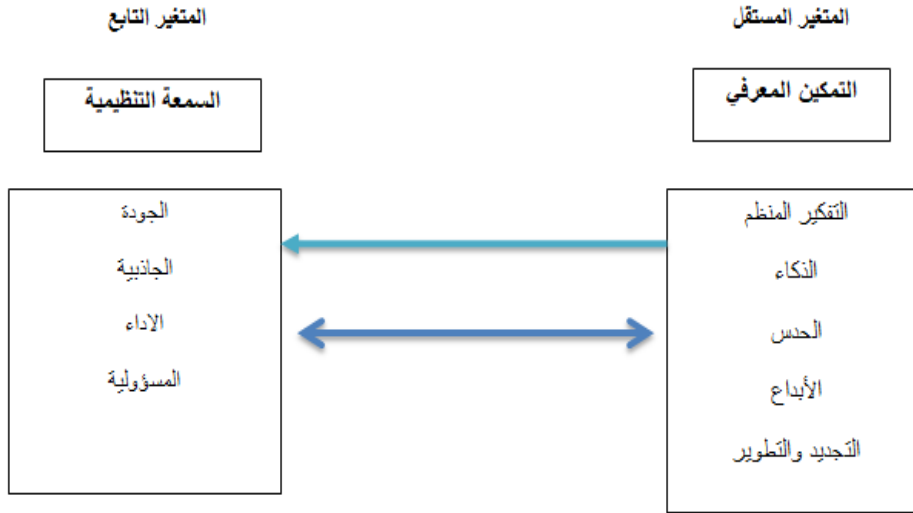 المتغير المستقل
المتغير التابع
التمكين المعرفي
السمعة التنظيمية
التفكير المنظم
الذكاء
الحدس
الأبداع
التجديد والتطوير
الجودة
الجاذبية
الاداء
المسؤولية